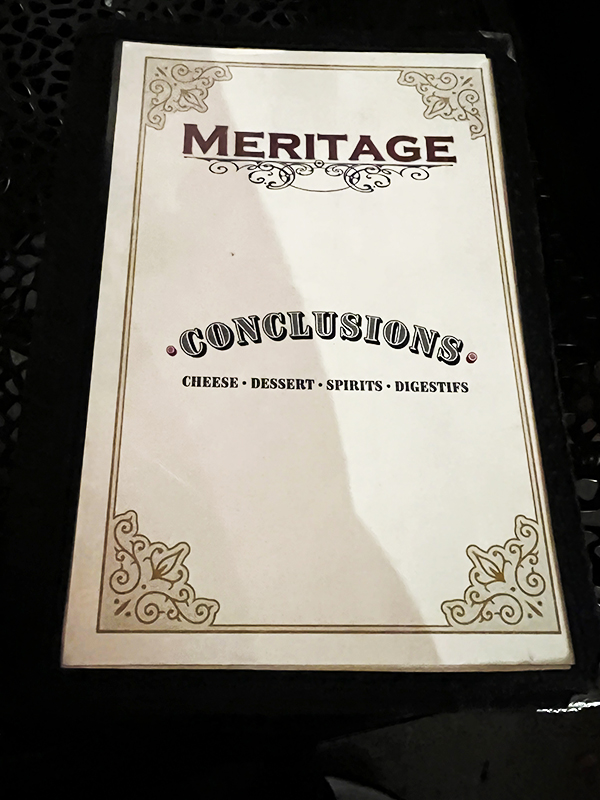 MERITAGE
CONCLUSIONS
CHEESE • DESSERT • SPIRITS • DIGESTIFS